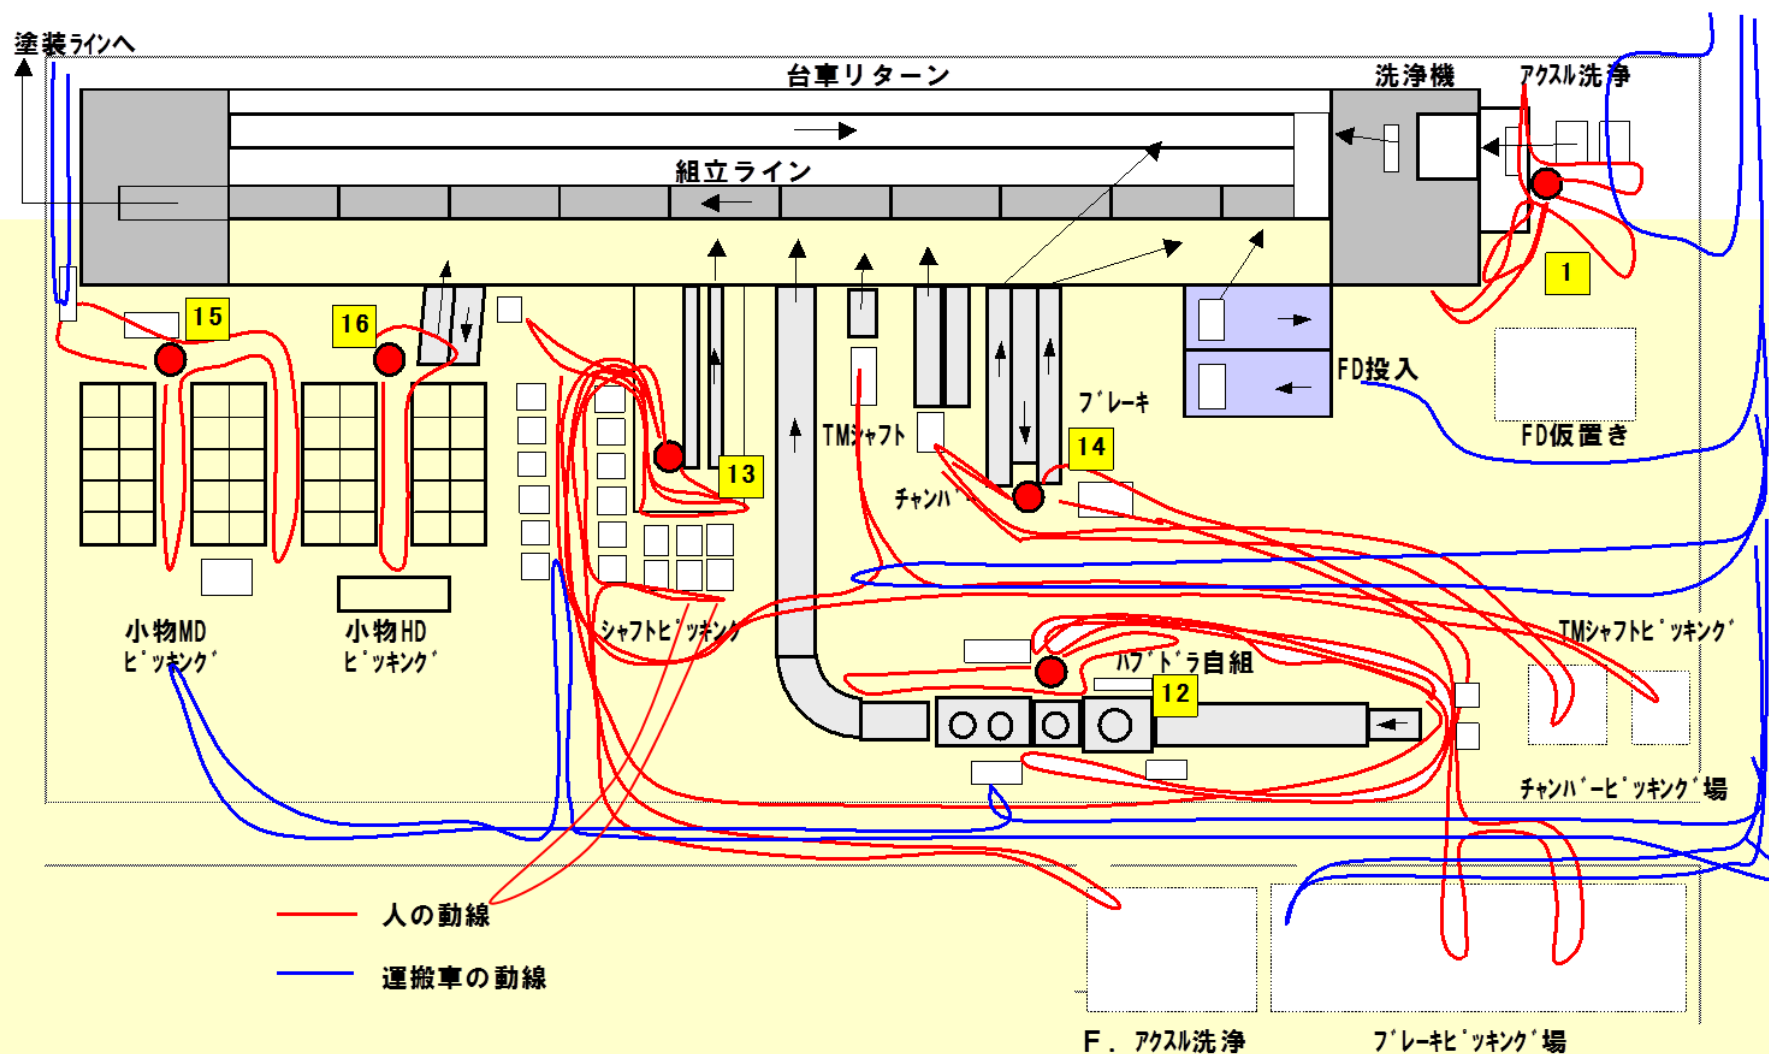 塗装ラインへ
台車リターン
洗浄機
アクスル洗浄
組立ライン
1
15
16
FD投入
ブレーキ
TMシャフト
14
FD仮置き
13
チャンバー
小物MD
ピッキング
小物HD
ピッキング
シャフトピッキング
TMシャフトピッキング
ハブドラ自組
12
チャンバーピッキング場
人の動線
運搬車の動線
F. アクスル洗浄
ブレーキピッキング場